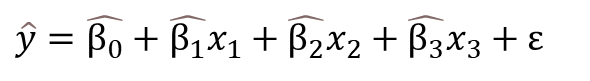 ŷ = β̂₀ + β̂₁x₁ + β̂₂x₂ + β̂₃x₃ + ε